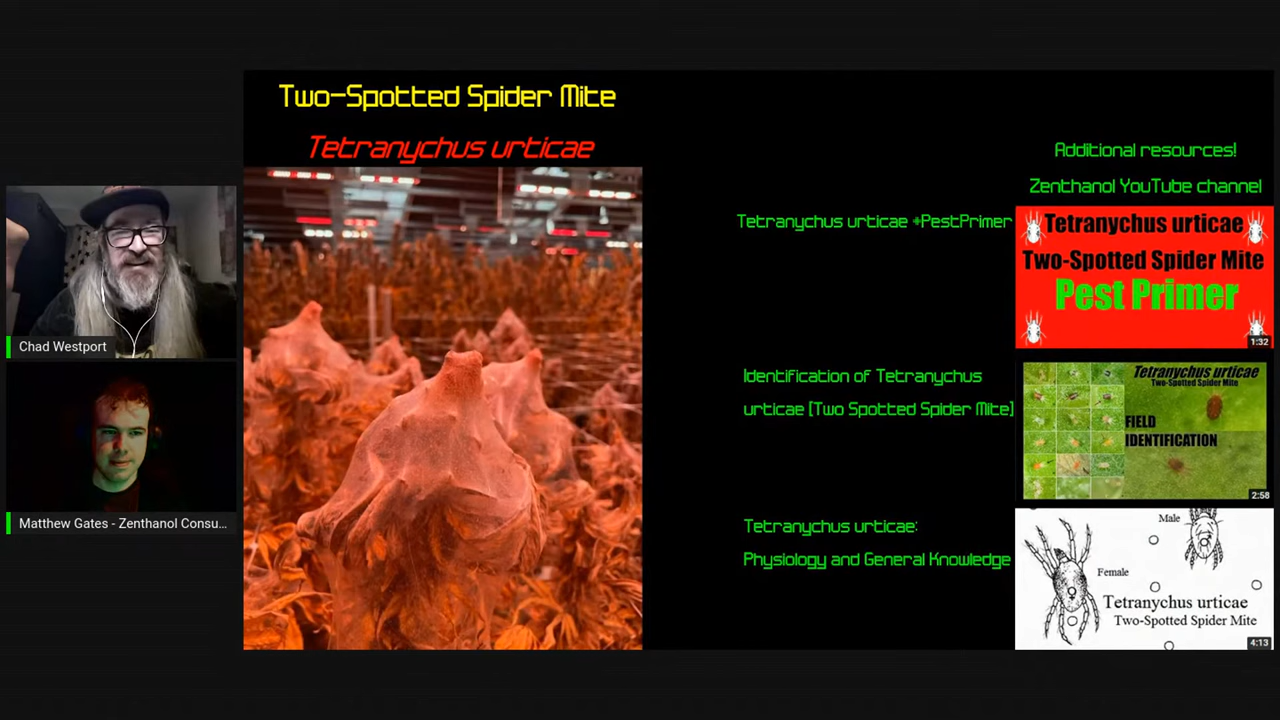 Two-Spotted Spider Mite
Tetranychus urticae
Additional resources!
Zenthanol YouTube channel
Tetranychus urticae +PestPrimer
Tetranychus urticae
Two-Spotted Spider Mite
Pest Primer
1:32
Chad Westport
Identification of Tetranychus
urticae [Two Spotted Spider Mite]
Tetranychus urticae
Two-Spotted Spider Mite
FIELD
IDENTIFICATION
2:58
Matthew Gates - Zenthanol Consu...
Tetranychus urticae:
Physiology and General Knowledge
Male
Female
Tetranychus urticae
Two-Spotted Spider Mite
4:13